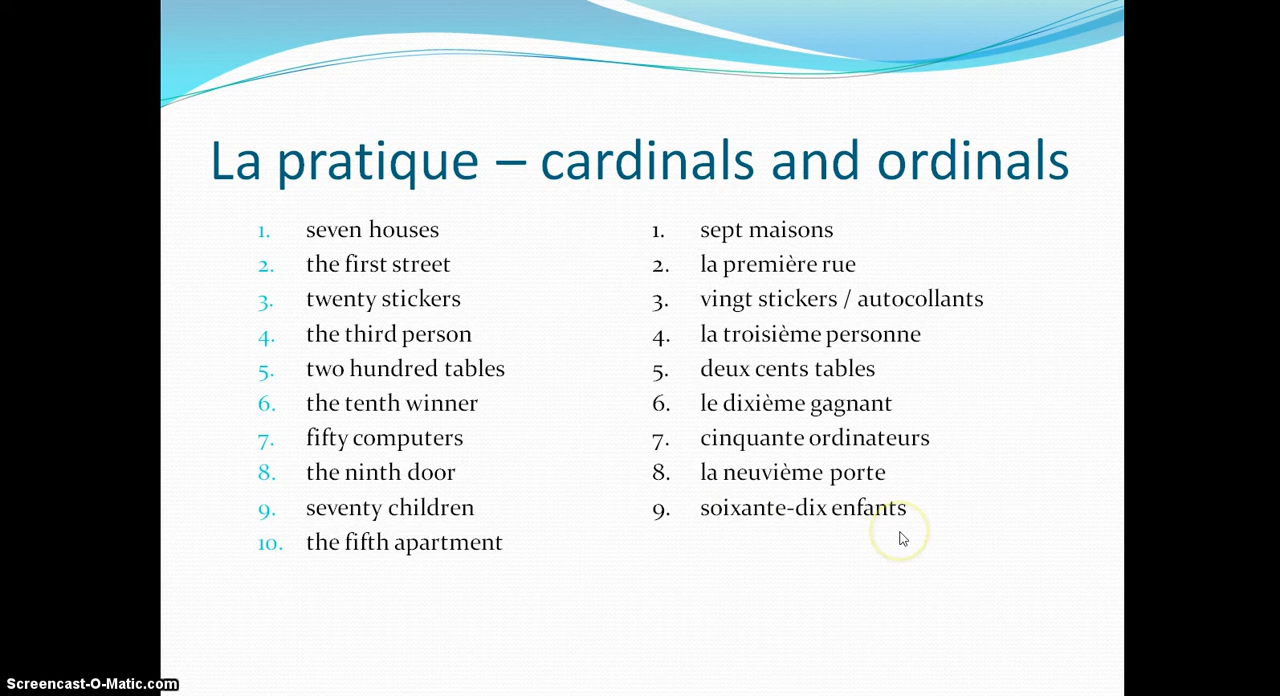 La pratique – cardinals and ordinals
1. seven houses
2. the first street
3. twenty stickers
4. the third person
5. two hundred tables
6. the tenth winner
7. fifty computers
8. the ninth door
9. seventy children
10. the fifth apartment
1. sept maisons
2. la première rue
3. vingt stickers / autocollants
4. la troisième personne
5. deux cents tables
6. le dixième gagnant
7. cinquante ordinateurs
8. la neuvième porte
9. soixante-dix enfants
Screencast-O-Matic.com